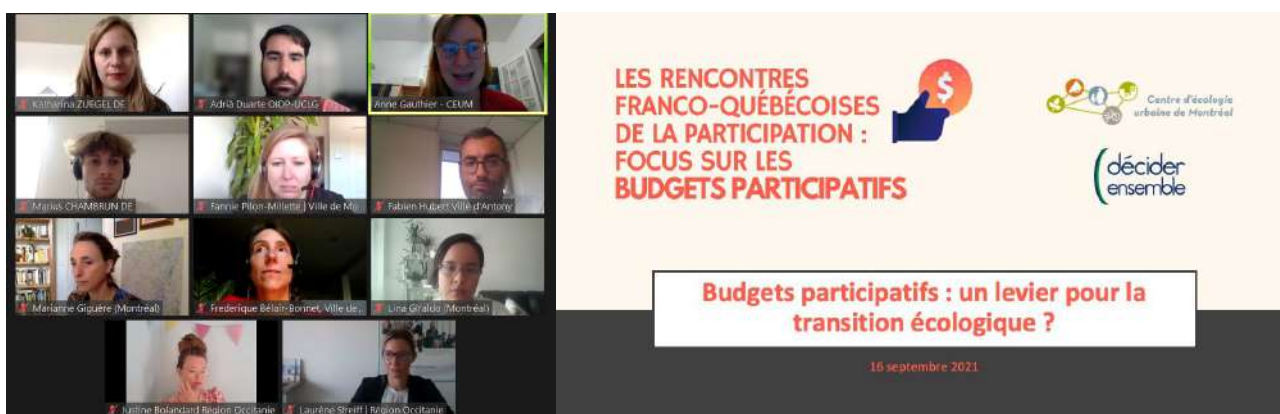 Katharina ZUEGEL DE
Adrià Duarte OIDP-UCLG
Anne Gauthier - CEUM
Marius CHAMBRUN DE
Fannie Pilon-Millette | Ville de Mo...
Fabien Hubert Ville d'Antony
Marianne Giguère (Montréal)
Frederique Bélair-Bonnet, Ville de...
Lina Giraldo (Montréal)
Justine Bolandard Region Occitanie
Laurène Streiff | Région Occitanie
LES RENCONTRES
FRANCO-QUÉBÉCOISES
DE LA PARTICIPATION :
FOCUS SUR LES
BUDGETS PARTICIPATIFS
$
Centre d'écologie
urbaine de Montréal
décider
ensemble
Budgets participatifs : un levier pour la
transition écologique ?
16 septembre 2021